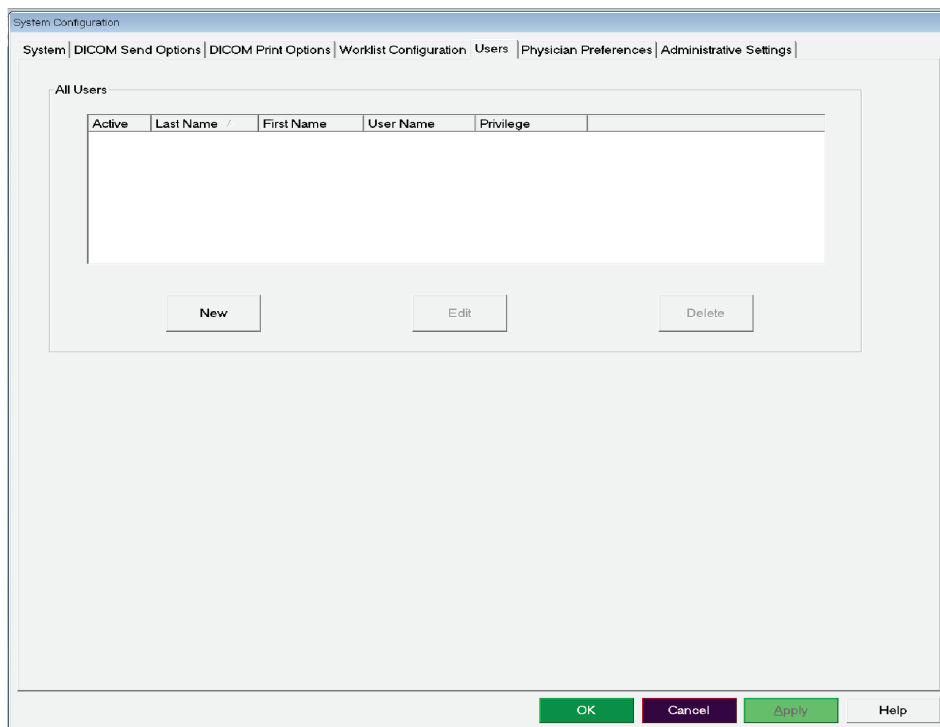 System Configuration
System DICOM Send Options DICOM Print Options Worklist Configuration Users Physician Preferences Administrative Settings
All Users
Active Last Name First Name User Name Privilege
New Edit Delete
OK Cancel Apply Help